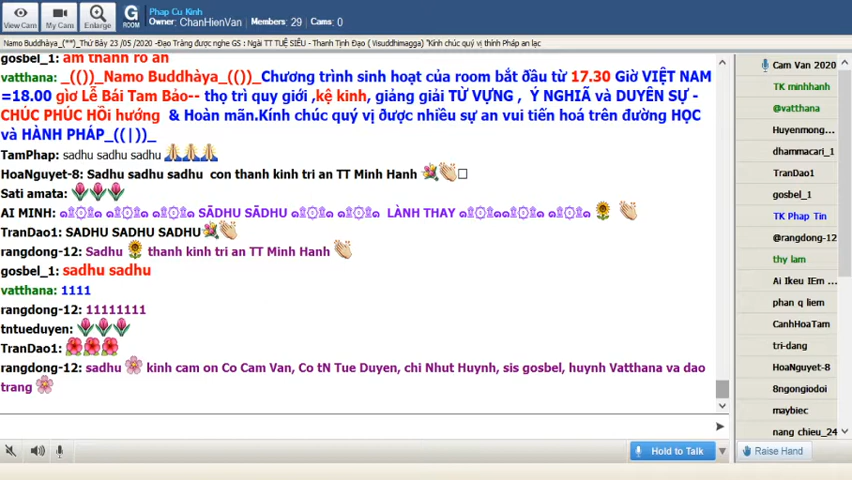 View Cam
My Cam
Enlarge
G
ROOM
Phap Cu Kinh
Owner: ChanHienVan
Members: 29
Cams: 0
Namo Buddhàya_(**)_Thứ Bảy 23 /05 /2020 -Đạo Tràng được nghe GS : Ngài TT TUỆ SIÊU - Thanh Tịnh Đạo ( Visuddhimagga) "Kính chúc quý vị thính Pháp an lạc
gosbel_1: am thanh ro an
vatthana: _(())_Namo Buddhàya_(())_Chương trình sinh hoạt của room bắt đầu từ 17.30 Giờ VIỆT NAM
=18.00 giờ Lễ Bái Tam Bảo-- thọ trì quy giới ,kệ kinh, giảng giải TỪ VỰNG , Ý NGHĨA và DUYÊN SỰ -
CHÚC PHÚC HỒi hướng & Hoàn mãn.Kính chúc quý vị được nhiều sự an vui tiến hoá trên đường HỌC
và HÀNH PHÁP_((|))_
TamPhap: sadhu sadhu sadhu
HoaNguyet-8: Sadhu sadhu sadhu con thanh kinh tri an TT Minh Hanh
Sati amata:
AI MINH: SĀDHU SĀDHU LÀNH THAY
TranDao1: SADHU SADHU SADHU
rangdong-12: Sadhu thanh kinh tri an TT Minh Hanh
gosbel_1: sadhu sadhu
vatthana: 1111
rangdong-12: 11111111
tntueduyen:
TranDao1:
rangdong-12: sadhu kinh cam on Co Cam Van, Co tN Tue Duyen, chi Nhut Huynh, sis gosbel, huynh Vatthana va dao
trang
Cam Van 2020
TK minhhanh
@vatthana
Huyenmong...
dhammacari_1
TranDao1
gosbel_1
TK Phap Tin
@rangdong-12
thy lam
Ai Ikeu IEm ...
phan q liem
CanhHoaTam
tri-dang
HoaNguyet-8
8ngongiodoi
maybiec
nang chieu_24
Hold to Talk
Raise Hand